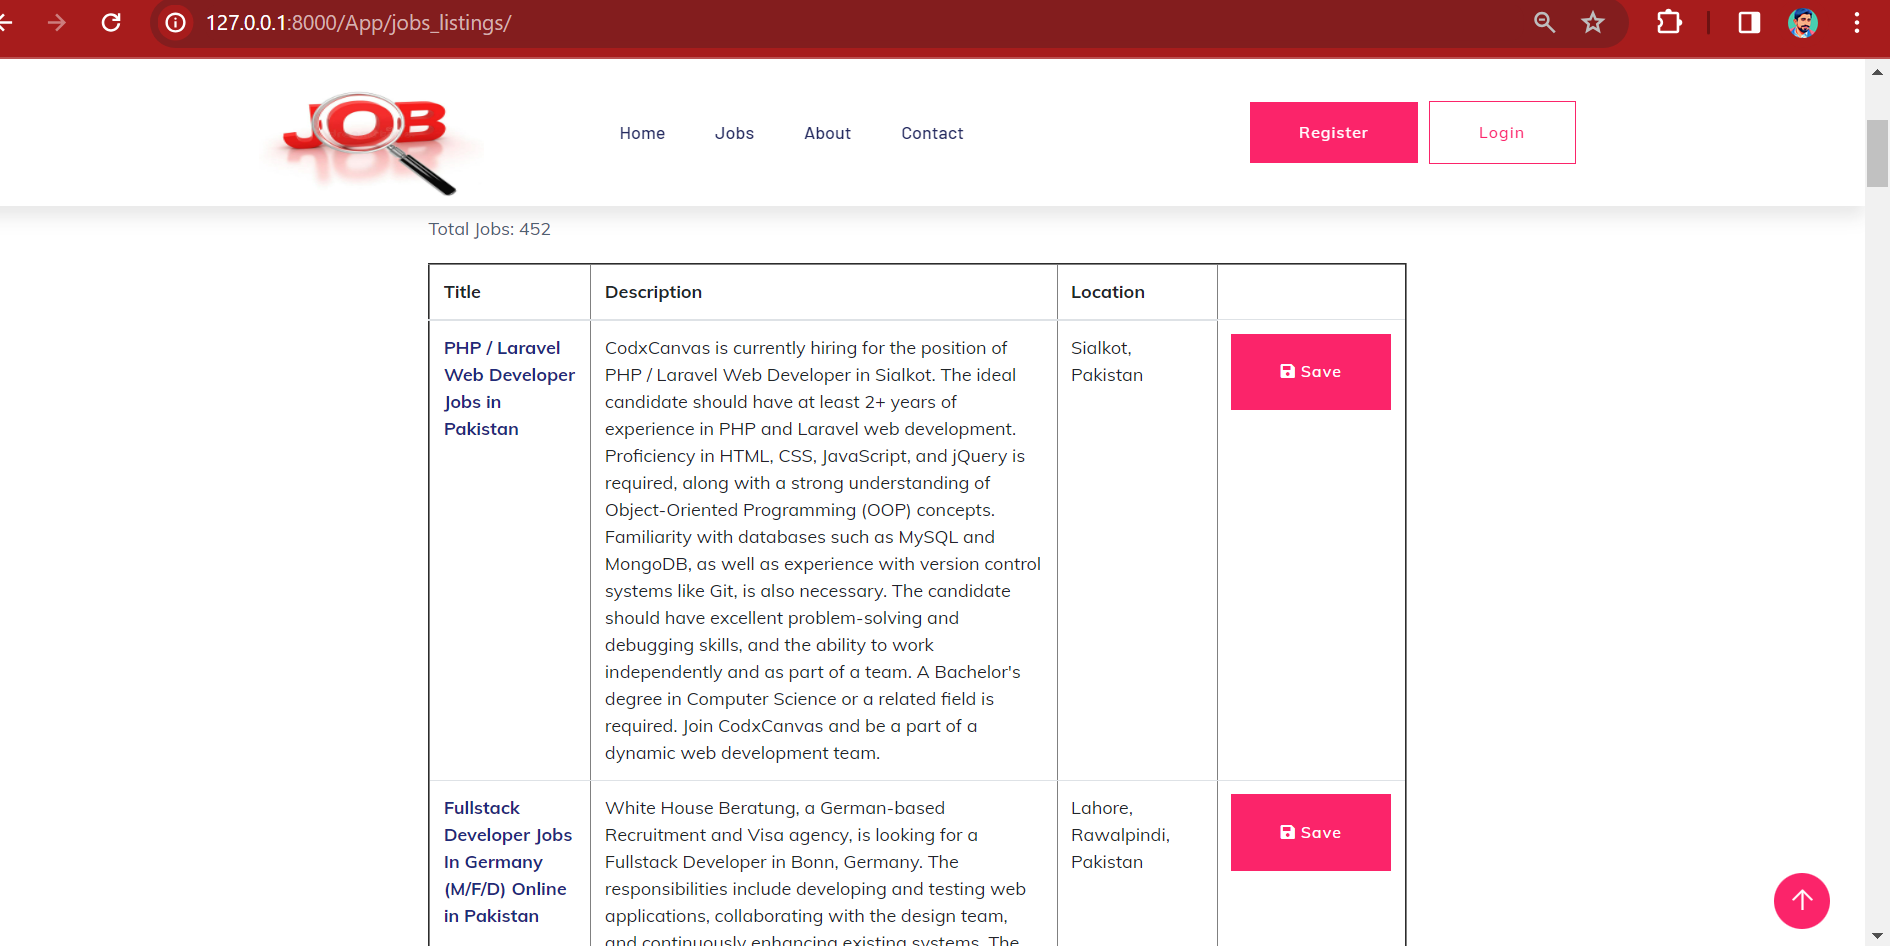 127.0.0.1:8000/App/jobs_listings/
JOB
Home Jobs About Contact Register Login
Total Jobs: 452
Title Description Location
PHP / Laravel
Web Developer
Jobs in
Pakistan
CodxCanvas is currently hiring for the position of
PHP / Laravel Web Developer in Sialkot. The ideal
candidate should have at least 2+ years of
experience in PHP and Laravel web development.
Proficiency in HTML, CSS, JavaScript, and jQuery is
required, along with a strong understanding of
Object-Oriented Programming (OOP) concepts.
Familiarity with databases such as MySQL and
MongoDB, as well as experience with version control
systems like Git, is also necessary. The candidate
should have excellent problem-solving and
debugging skills, and the ability to work
independently and as part of a team. A Bachelor's
degree in Computer Science or a related field is
required. Join CodxCanvas and be a part of a
dynamic web development team.
Sialkot,
Pakistan
Save
Fullstack
Developer Jobs
In Germany
(M/F/D) Online
in Pakistan
White House Beratung, a German-based
Recruitment and Visa agency, is looking for a
Fullstack Developer in Bonn, Germany. The
responsibilities include developing and testing web
applications, collaborating with the design team,
and continuously enhancing existing systems. The
Lahore,
Rawalpindi,
Pakistan
Save